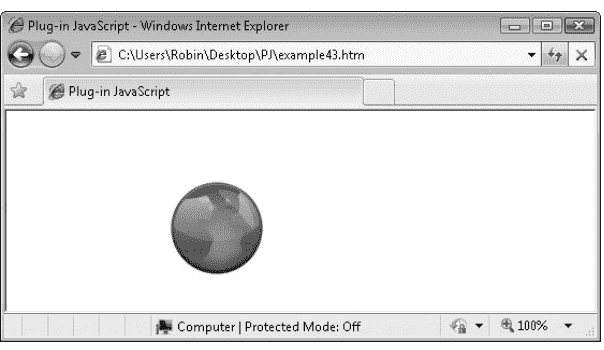 Plug-in JavaScript - Windows Internet Explorer
C:\Users\Robin\Desktop\PJ\example43.htm
Plug-in JavaScript
Computer | Protected Mode: Off
100%